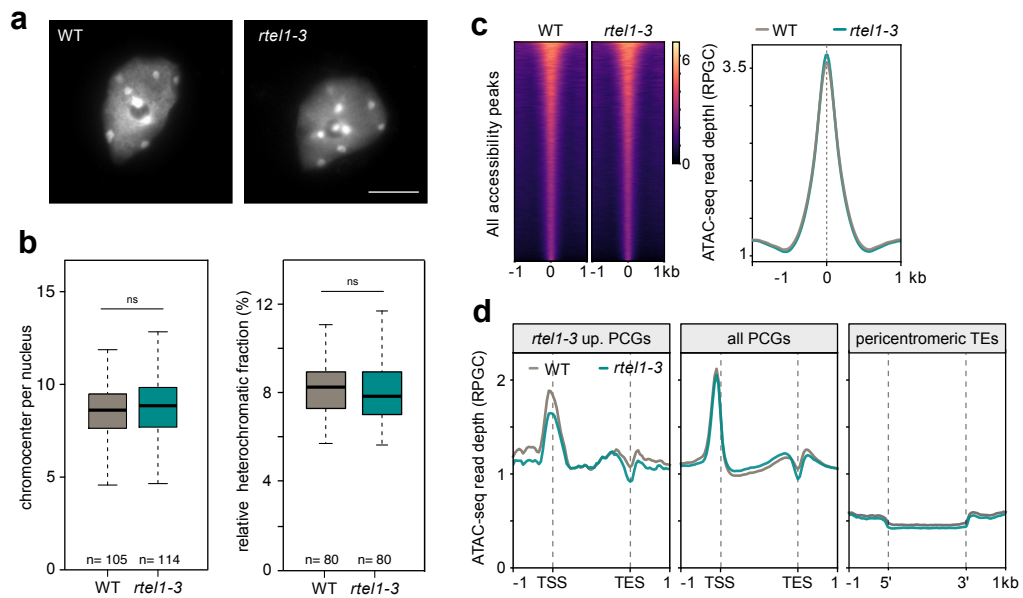 a
WT
rtel1-3
b
chromocenter per nucleus
15
10
5
0
ns
n= 105
n= 114
WT
rtel1-3
relative heterochromatic fraction (%)
12
8
4
0
ns
n= 80
n= 80
WT
rtel1-3
c
WT
rtel1-3
All accessibility peaks
-1
0
1
0
1kb
6
0
WT
rtel1-3
ATAC-seq read depthl (RPGC)
3.5
1
-1
0
1 kb
d
rtel1-3 up. PCGs
all PCGs
pericentromeric TEs
WT
rtel1-3
ATAC-seq read depth (RPGC)
2
1
0
-1
TSS
TES
1
-1
TSS
TES
1
-1
5'
3'
1kb